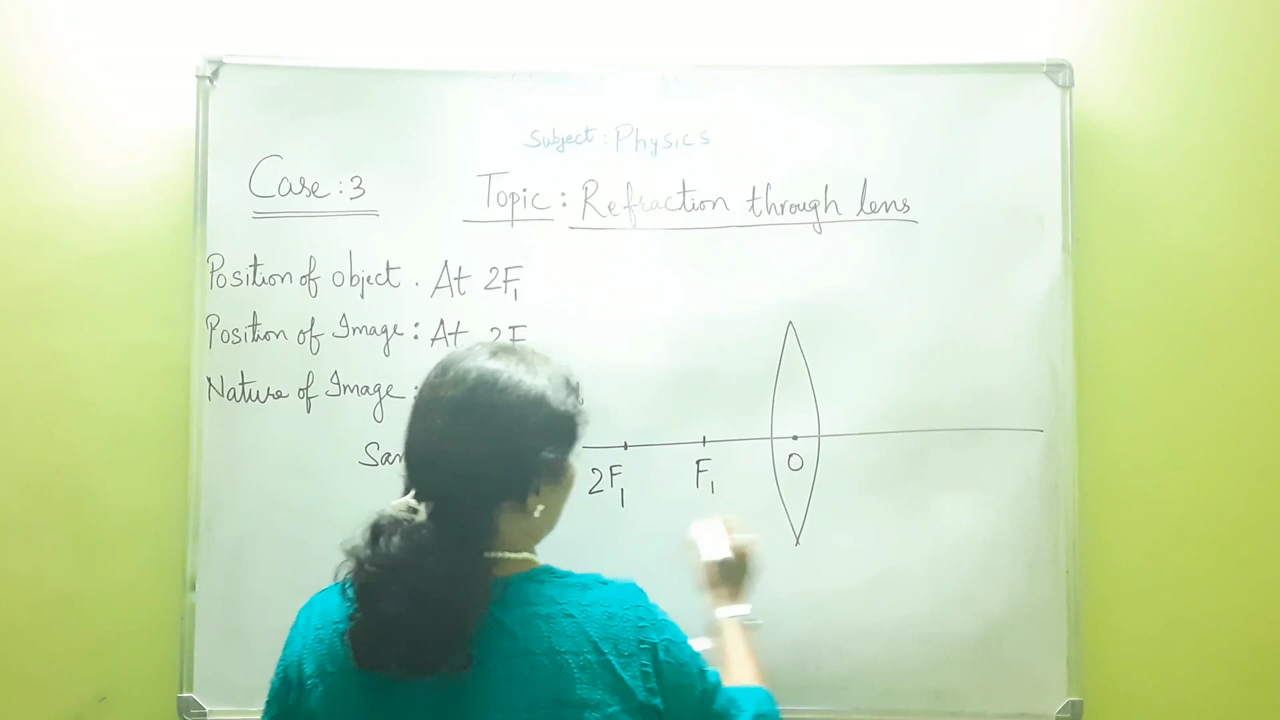 Subject: Physics
Case: 3
Topic: Refraction through lens
Position of object. At 2F1
Position of Image: At 2F
Nature of Image:
2F1 F1 O